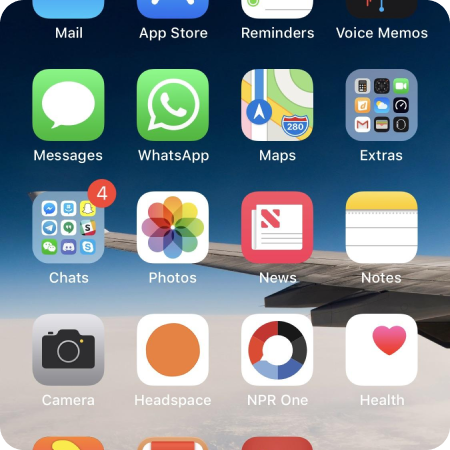 Mail
App Store
Reminders
Voice Memos
280
Messages
WhatsApp
Maps
Extras
4
Chats
Photos
News
Notes
Camera
Headspace
NPR One
Health